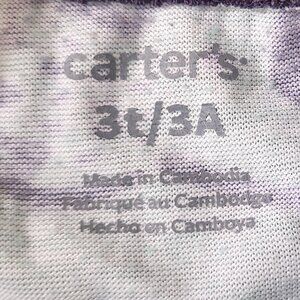 carter's
3t/3A
Made in Cambodia
Fabriqué au Cambodge
Hecho en Camboya